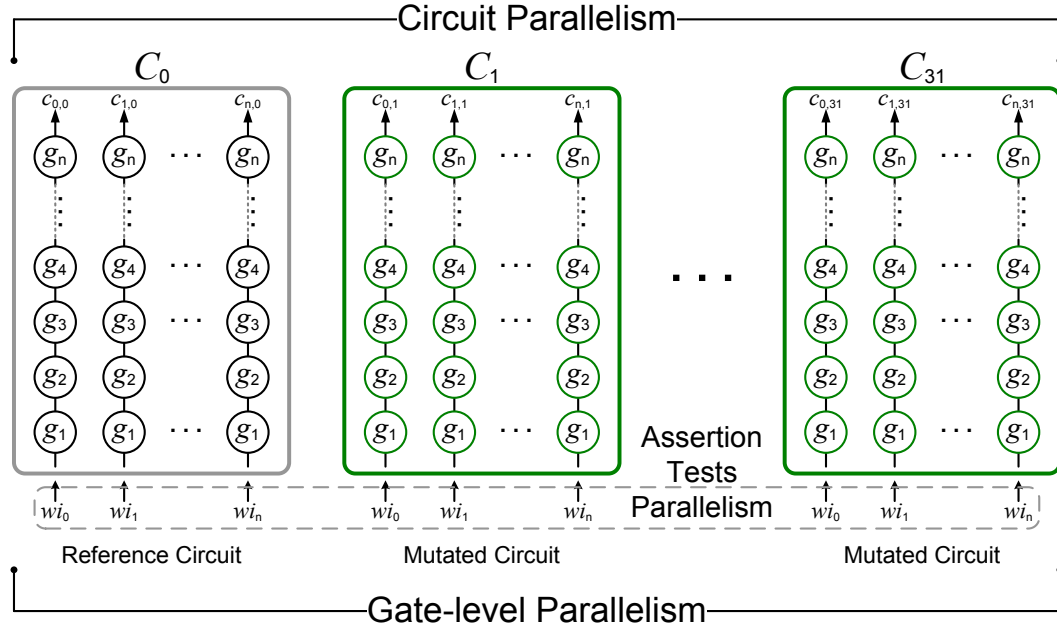 Circuit Parallelism
C0 C1 C31
c0,0 c1,0 cn,0 c0,1 c1,1 cn,1 c0,31 c1,31 cn,31
gn gn ... gn gn gn ... gn gn gn ... gn
g4 g4 ... g4 g4 g4 ... g4 ... g4 g4 ... g4
g3 g3 ... g3 g3 g3 ... g3 g3 g3 ... g3
g2 g2 g2 g2 g2 g2 g2 g2 g2
g1 g1 ... g1 g1 g1 ... g1 g1 g1 ... g1
Assertion
Tests
Parallelism
wi0 wi1 win wi0 wi1 win wi0 wi1 win
Reference Circuit Mutated Circuit Mutated Circuit
Gate-level Parallelism